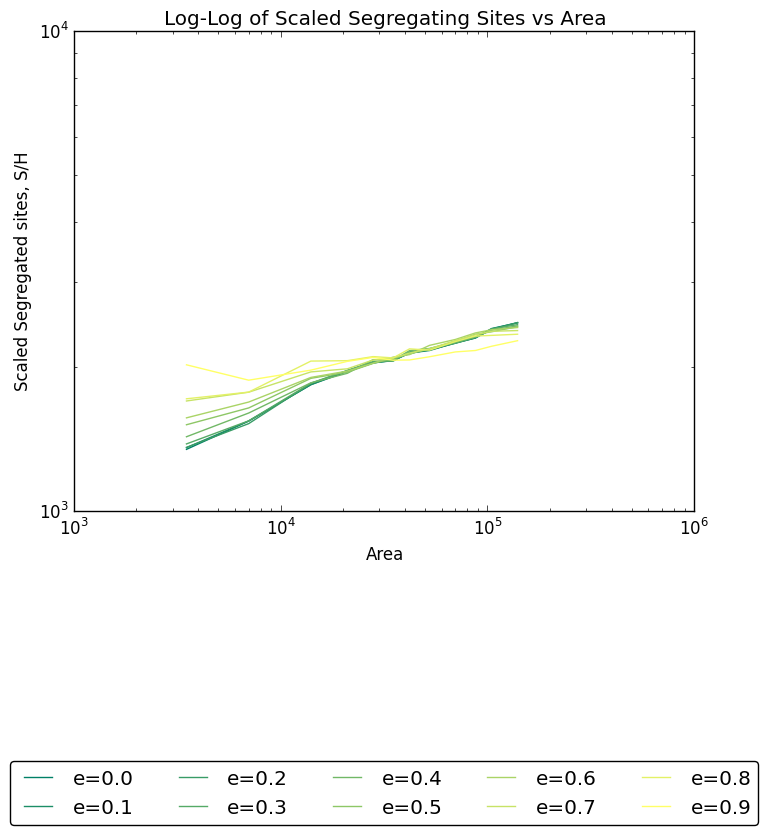 Log-Log of Scaled Segregating Sites vs Area
10^4
Scaled Segregated sites, S/H
10^3
10^3 10^4 10^5 10^6
Area
e=0.0 e=0.2 e=0.4 e=0.6 e=0.8
e=0.1 e=0.3 e=0.5 e=0.7 e=0.9